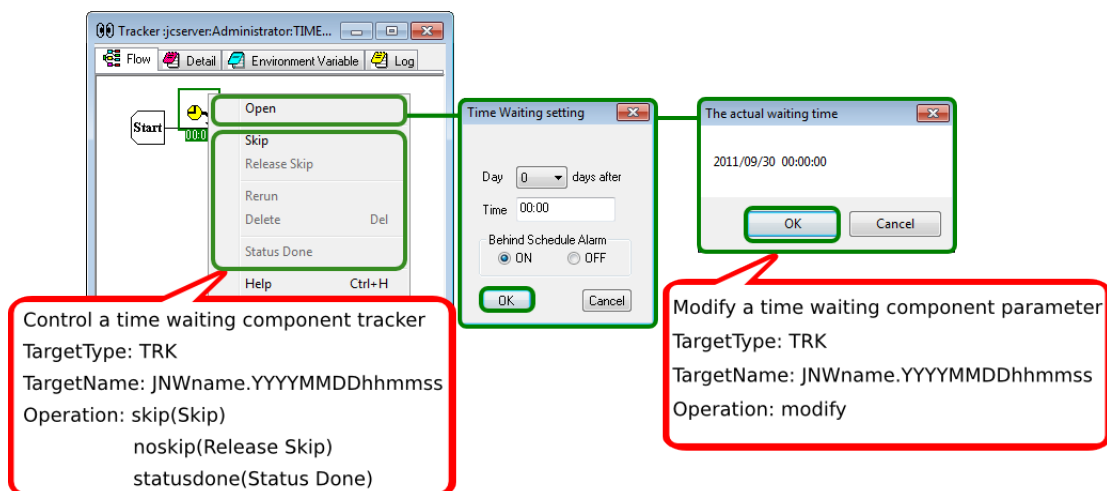 Tracker :jcserver:Administrator:TIME...
Flow Detail Environment Variable Log
Start
00:0
Open
Skip
Release Skip
Rerun
Delete Del
Status Done
Help Ctrl+H
Time Waiting setting
Day 0 days after
Time 00:00
Behind Schedule Alarm
ON OFF
OK Cancel
The actual waiting time
2011/09/30 00:00:00
OK Cancel
Control a time waiting component tracker
TargetType: TRK
TargetName: JNWname.YYYYMMDDhhmmss
Operation: skip(Skip)
noskip(Release Skip)
statusdone(Status Done)
Modify a time waiting component parameter
TargetType: TRK
TargetName: JNWname.YYYYMMDDhhmmss
Operation: modify